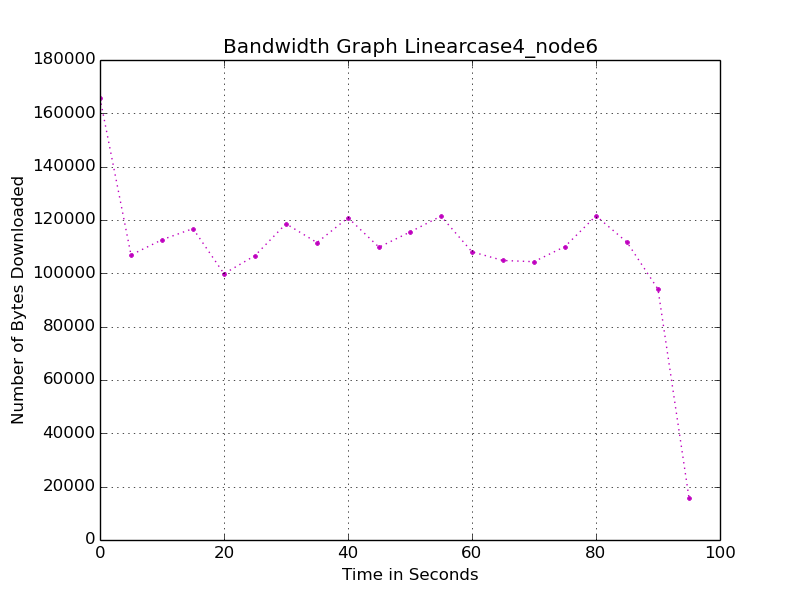 Bandwidth Graph Linearcase4_node6
180000
160000
140000
120000
100000
80000
60000
40000
20000
0
Number of Bytes Downloaded
0 20 40 60 80 100
Time in Seconds